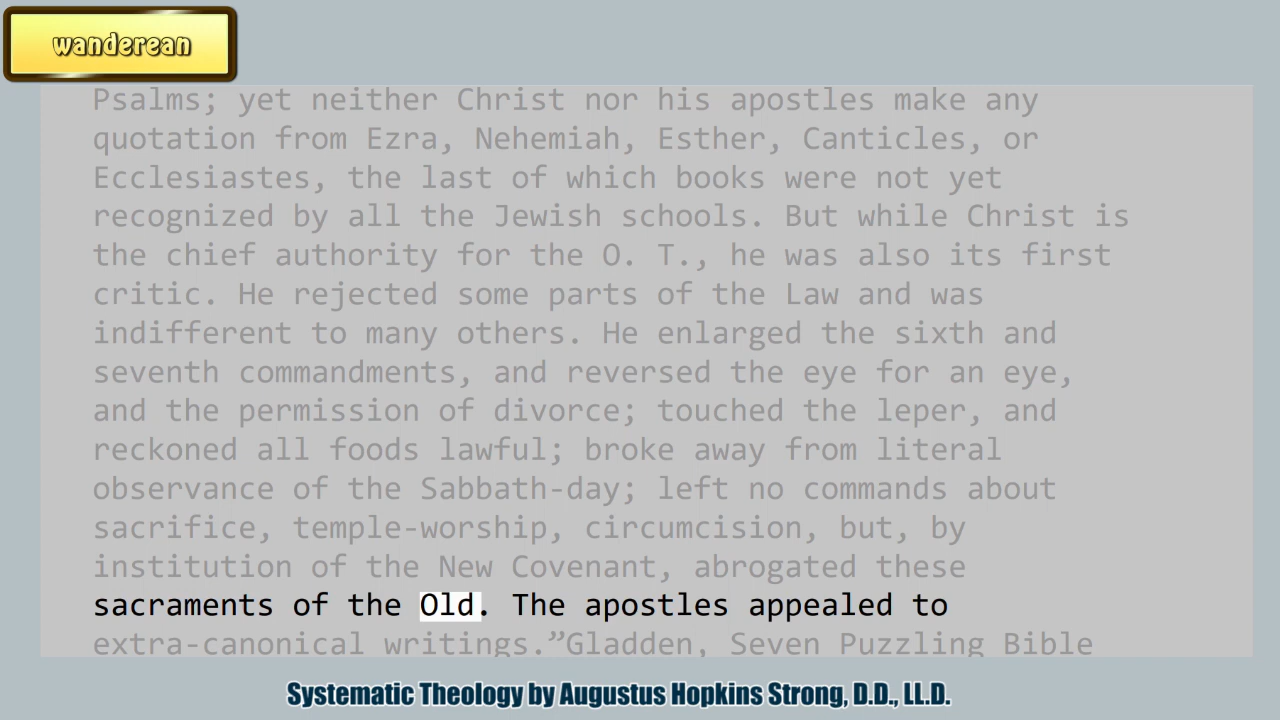 wanderean
Psalms; yet neither Christ nor his apostles make any
quotation from Ezra, Nehemiah, Esther, Canticles, or
Ecclesiastes, the last of which books were not yet
recognized by all the Jewish schools. But while Christ is
the chief authority for the O. T., he was also its first
critic. He rejected some parts of the Law and was
indifferent to many others. He enlarged the sixth and
seventh commandments, and reversed the eye for an eye,
and the permission of divorce; touched the leper, and
reckoned all foods lawful; broke away from literal
observance of the Sabbath-day; left no commands about
sacrifice, temple-worship, circumcision, but, by
institution of the New Covenant, abrogated these
sacraments of the Old. The apostles appealed to
extra-canonical writings.”Gladden, Seven Puzzling Bible
Systematic Theology by Augustus Hopkins Strong, D.D., LL.D.